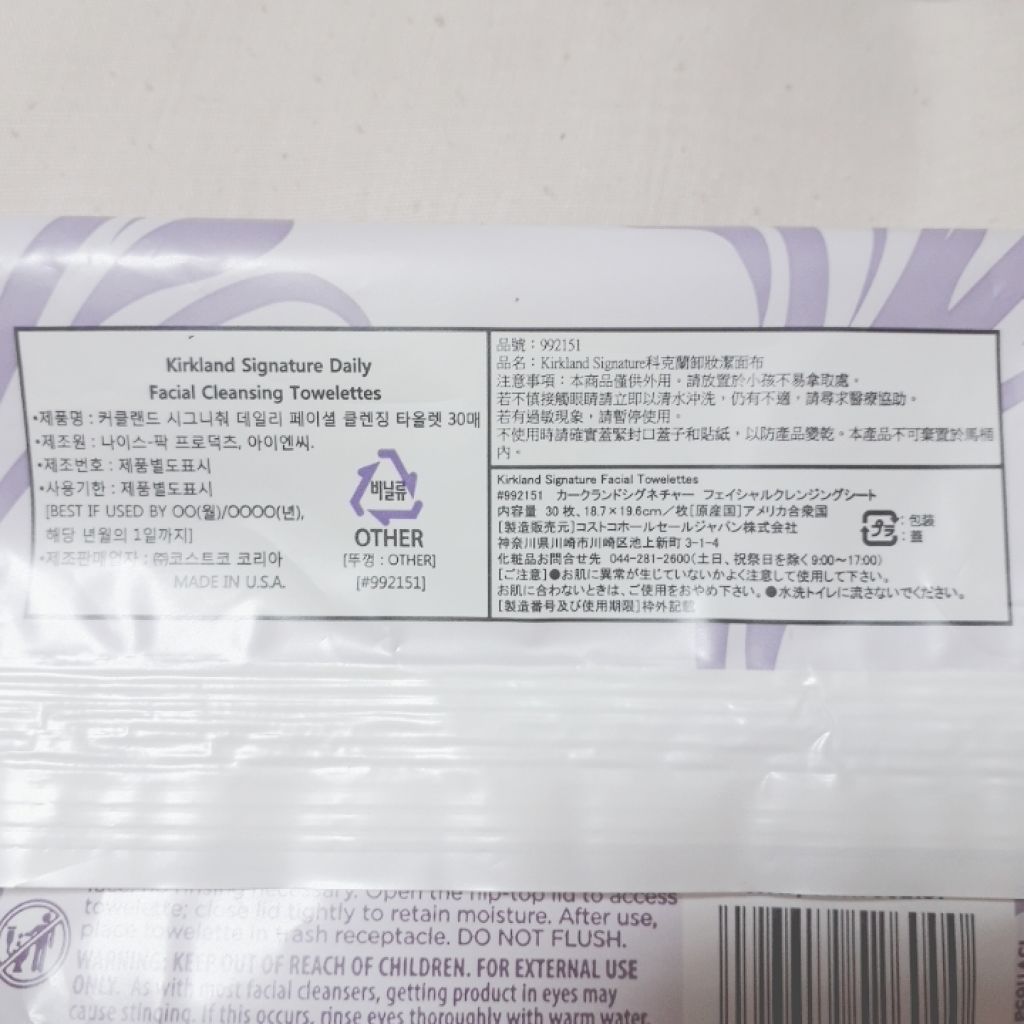 Kirkland Signature Daily
Facial Cleansing Towelettes
•제품명 : 커클랜드 시그니춰 데일리 페이셜 클렌징 타올렛 30매
•제조원 : 나이스-팍 프로덕츠, 아이엔씨.
•제조번호 : 제품별도표시
•사용기한 : 제품별도표시
[BEST IF USED BY OO(월)/OOOO(년),
해당 년월의 1일까지]
•제조판매업자 : ㈜코스트코 코리아
MADE IN U.S.A.
비닐류
OTHER
[뚜껑 : OTHER]
[#992151]
品號：992151
品名：Kirkland Signature科克蘭卸妝潔面布
注意事項：本商品僅供外用。請放置於小孩不易拿取處。
若不慎接觸眼睛請立即以清水沖洗，仍有不適，請尋求醫療協助。
若有過敏現象，請暫停使用。
不使用時請確實蓋緊封口蓋子和貼紙，以防產品變乾。本產品不可棄置於馬桶
內。
Kirkland Signature Facial Towelettes
#992151 カークランドシグネチャー フェイシャルクレンジングシート
内容量 30 枚、18.7×19.6cm／枚[原産国]アメリカ合衆国
[製造販売元]コストコホールセールジャパン株式会社
神奈川県川崎市川崎区池上新町 3-1-4
化粧品お問合せ先 044-281-2600(土日、祝祭日を除く9:00～17:00)
[ご注意]●お肌に異常が生じていないかよく注意して使用して下さい。
お肌に合わないときは、ご使用をおやめ下さい。●水洗トイレに流さないでください。
[製造番号及び使用期限]枠外記載
プラ
：包装
：蓋
necessary. Open the flip-top lid to access
towelette; close lid tightly to retain moisture. After use,
place towelette in trash receptacle. DO NOT FLUSH.
WARNING: KEEP OUT OF REACH OF CHILDREN. FOR EXTERNAL USE
ONLY. As with most facial cleansers, getting product in eyes may
cause stinging. If this occurs, rinse eyes thoroughly with warm water.